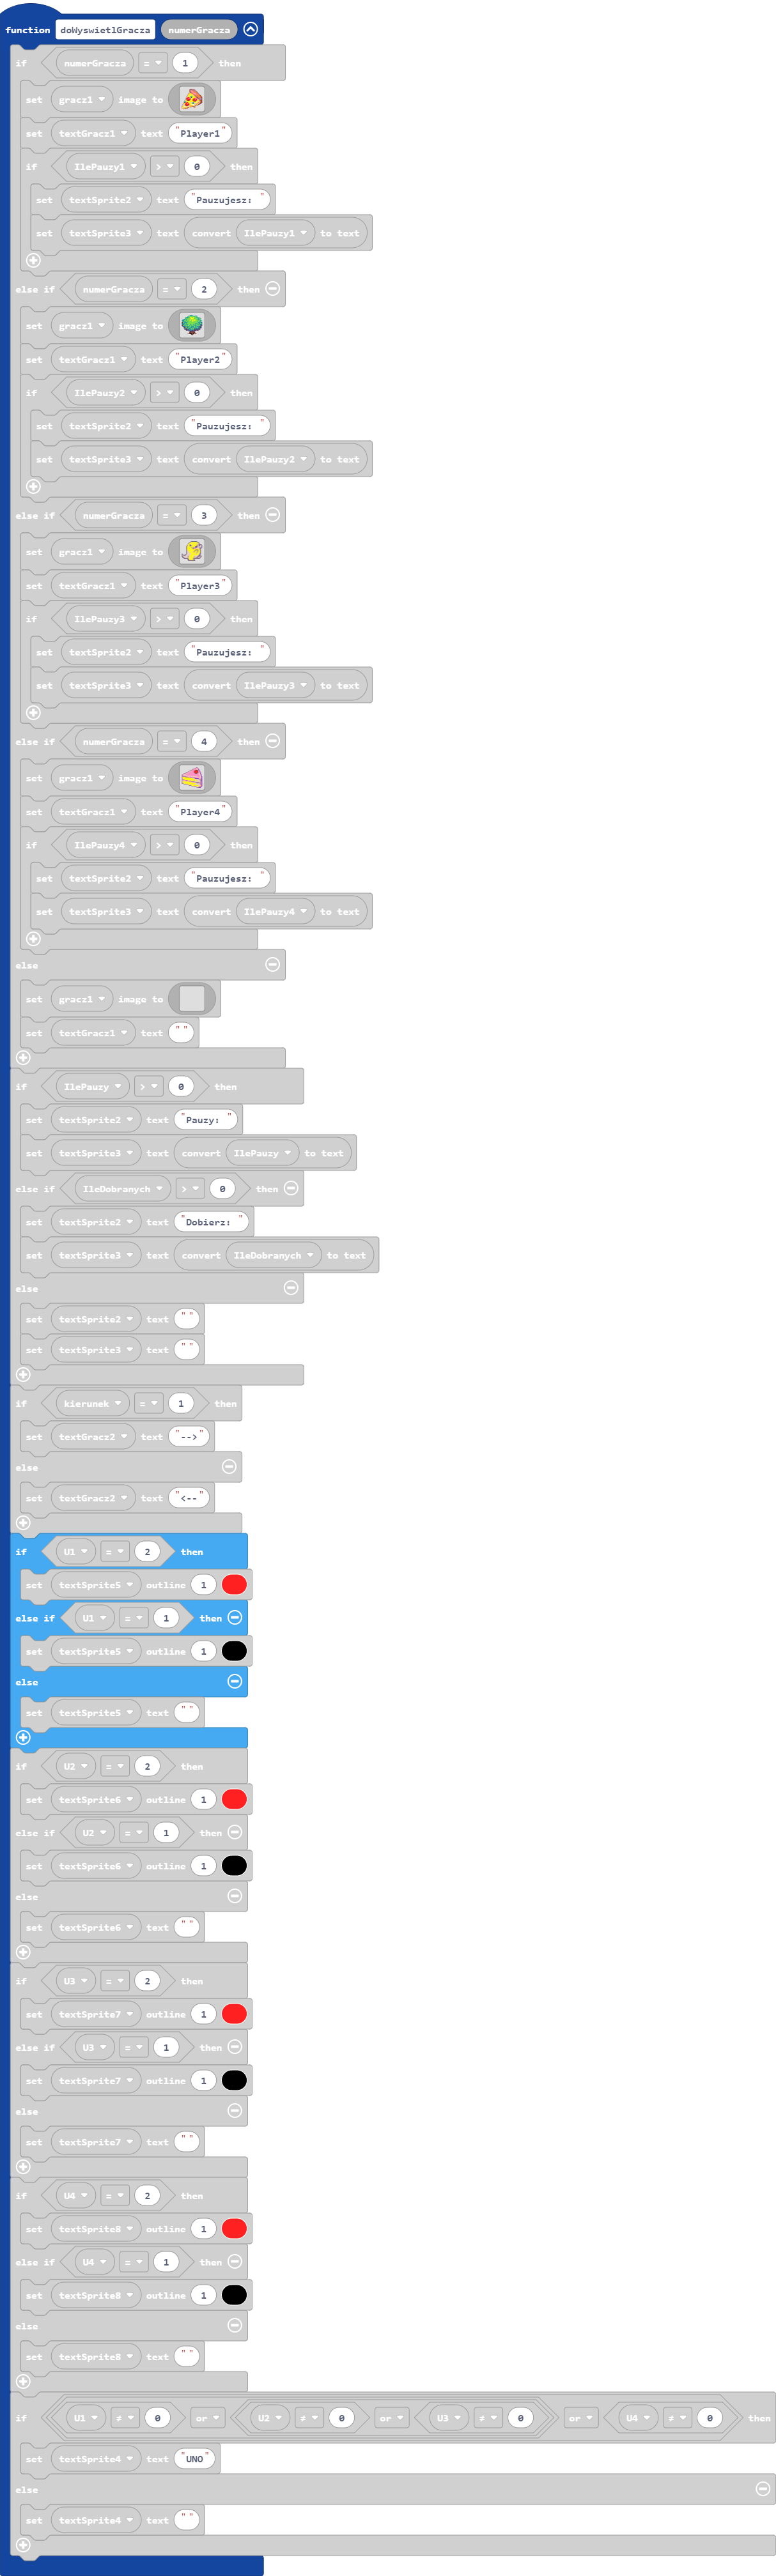 function doWyswietlGracza numerGracza
if numerGracza = 1 then
set gracz1 image to
set textGracz1 text "Player1"
if IlePauzy1 > 0 then
set textSprite2 text "Pauzujesz: "
set textSprite3 text convert IlePauzy1 to text
else if numerGracza = 2 then
set gracz1 image to
set textGracz1 text "Player2"
if IlePauzy2 > 0 then
set textSprite2 text "Pauzujesz: "
set textSprite3 text convert IlePauzy2 to text
else if numerGracza = 3 then
set gracz1 image to
set textGracz1 text "Player3"
if IlePauzy3 > 0 then
set textSprite2 text "Pauzujesz: "
set textSprite3 text convert IlePauzy3 to text
else if numerGracza = 4 then
set gracz1 image to
set textGracz1 text "Player4"
if IlePauzy4 > 0 then
set textSprite2 text "Pauzujesz: "
set textSprite3 text convert IlePauzy4 to text
else
set gracz1 image to
set textGracz1 text ""
if IlePauzy > 0 then
set textSprite2 text "Pauzy: "
set textSprite3 text convert IlePauzy to text
else if IleDobranych > 0 then
set textSprite2 text "Dobierz: "
set textSprite3 text convert IleDobranych to text
else
set textSprite2 text ""
set textSprite3 text ""
if kierunek = 1 then
set textGracz2 text "-->"
else
set textGracz2 text "<--"
if U1 = 2 then
set textSprite5 outline 1
else if U1 = 1 then
set textSprite5 outline 1
else
set textSprite5 text ""
if U2 = 2 then
set textSprite6 outline 1
else if U2 = 1 then
set textSprite6 outline 1
else
set textSprite6 text ""
if U3 = 2 then
set textSprite7 outline 1
else if U3 = 1 then
set textSprite7 outline 1
else
set textSprite7 text ""
if U4 = 2 then
set textSprite8 outline 1
else if U4 = 1 then
set textSprite8 outline 1
else
set textSprite8 text ""
if U1 ≠ 0 or U2 ≠ 0 or U3 ≠ 0 or U4 ≠ 0 then
set textSprite4 text "UNO"
else
set textSprite4 text ""